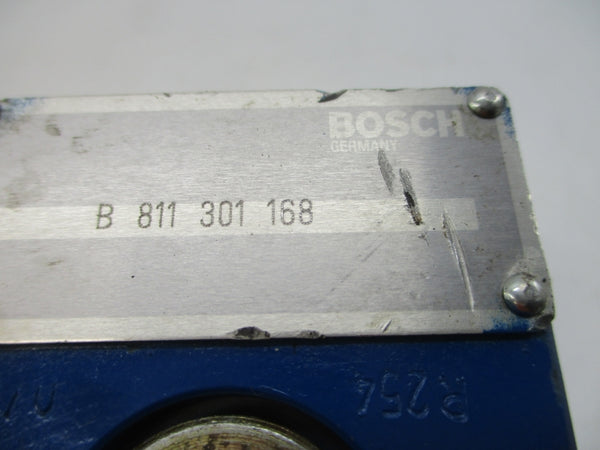 BOSCH
GERMANY
B 811 301 168
R254